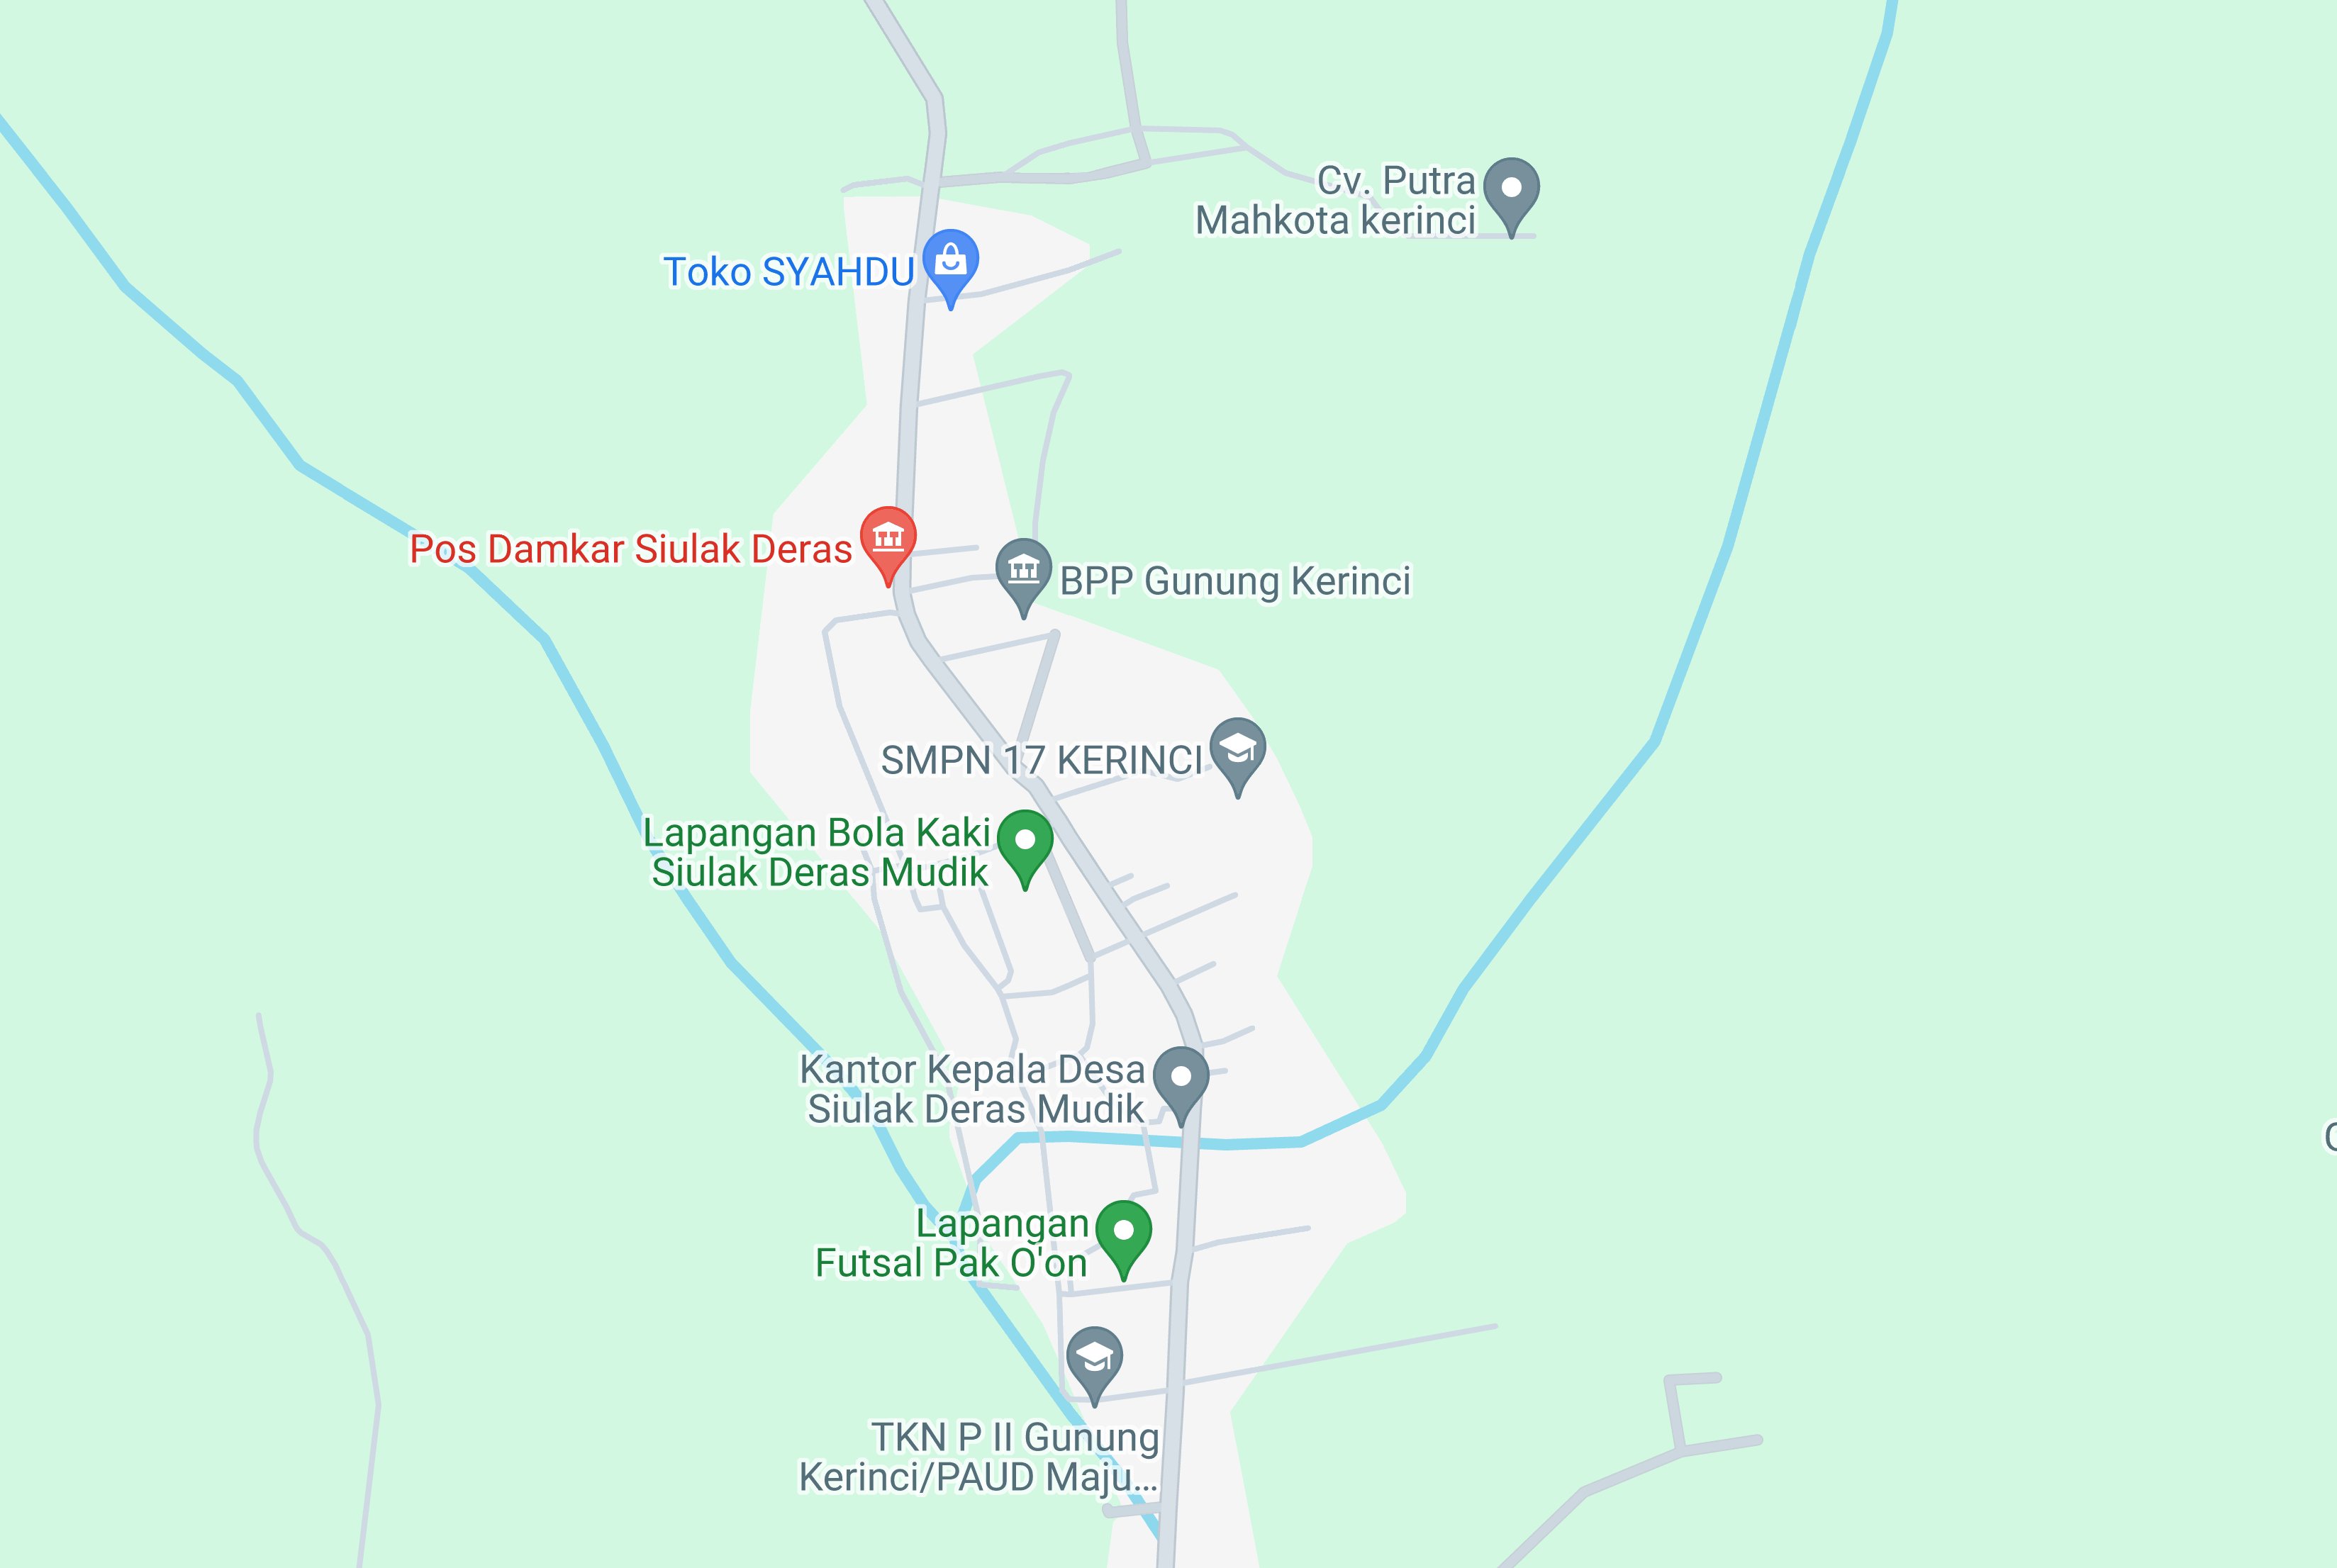 Cv. Putra
Mahkota kerinci
Toko SYAHDU
Pos Damkar Siulak Deras
BPP Gunung Kerinci
SMPN 17 KERINCI
Lapangan Bola Kaki
Siulak Deras Mudik
Kantor Kepala Desa
Siulak Deras Mudik
Lapangan
Futsal Pak O'on
TKN P II Gunung
Kerinci/PAUD Maju...